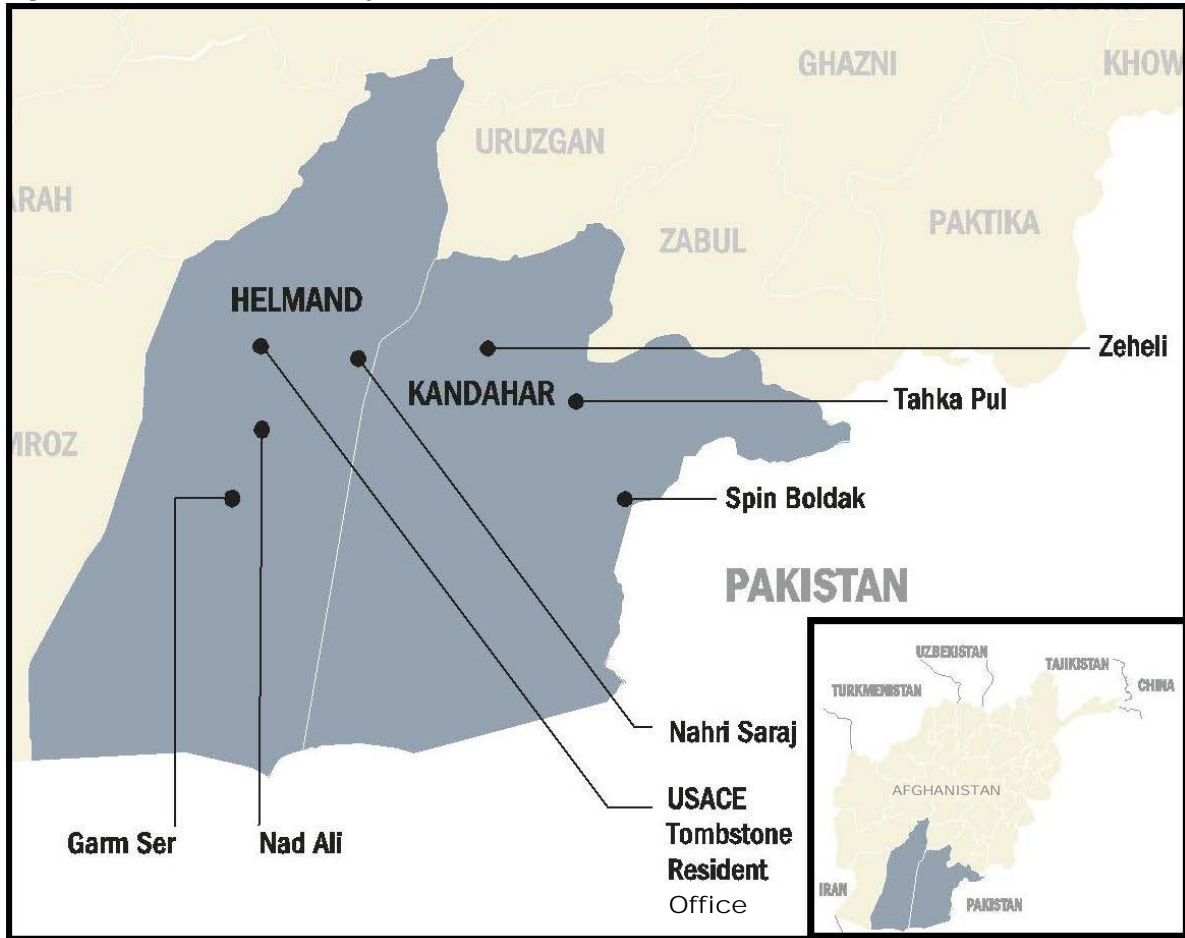 GHAZNI
KHOW
URUZGAN
ARAH
ZABUL
PAKTIKA
HELMAND
Zeheli
KANDAHAR
Tahka Pul
MROZ
Spin Boldak
PAKISTAN
Nahri Saraj
USACE
Tombstone
Resident
Office
Garm Ser
Nad Ali
UZBEKISTAN
TAJIKISTAN
TURKMENISTAN
CHINA
AFGHANISTAN
IRAN
PAKISTAN